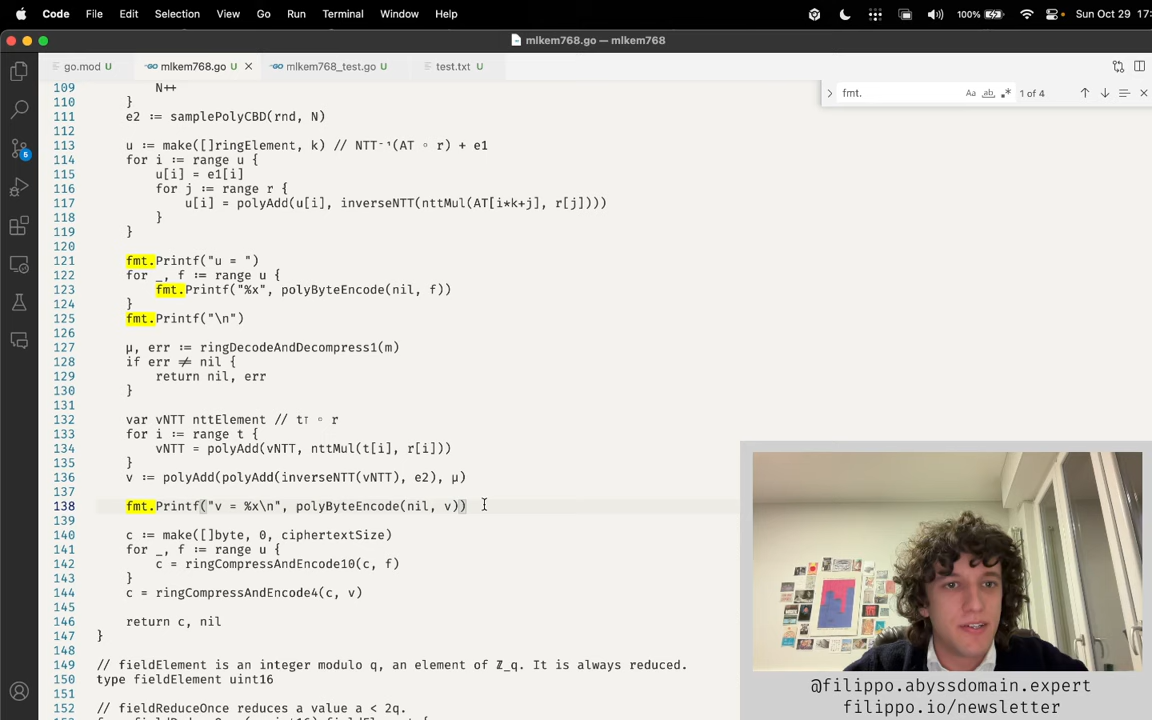 Code File Edit Selection View Go Run Terminal Window Help 100% Sun Oct 29 17:
mlkem768.go — mlkem768
go.mod U mlkem768.go U mlkem768_test.go U test.txt U
fmt. Aa ab .* 1 of 4
109 N++
110 }
111 e2 := samplePolyCBD(rnd, N)
112
113 u := make([]ringElement, k) // NTT⁻¹(AT ◦ r) + e1
114 for i := range u {
115 u[i] = e1[i]
116 for j := range r {
117 u[i] = polyAdd(u[i], inverseNTT(nttMul(AT[i*k+j], r[j])))
118 }
119 }
120
121 fmt.Printf("u = ")
122 for _, f := range u {
123 fmt.Printf("%x", polyByteEncode(nil, f))
124 }
125 fmt.Printf("\n")
126
127 μ, err := ringDecodeAndDecompress1(m)
128 if err ≠ nil {
129 return nil, err
130 }
131
132 var vNTT nttElement // t⊺ ◦ r
133 for i := range t {
134 vNTT = polyAdd(vNTT, nttMul(t[i], r[i]))
135 }
136 v := polyAdd(polyAdd(inverseNTT(vNTT), e2), μ)
137
138 fmt.Printf("v = %x\n", polyByteEncode(nil, v))
139
140 c := make([]byte, 0, ciphertextSize)
141 for _, f := range u {
142 c = ringCompressAndEncode10(c, f)
143 }
144 c = ringCompressAndEncode4(c, v)
145
146 return c, nil
147 }
148
149 // fieldElement is an integer modulo q, an element of ℤ_q. It is always reduced.
150 type fieldElement uint16
151
152 // fieldReduceOnce reduces a value a < 2q.
5
@filippo.abyssdomain.expert
filippo.io/newsletter